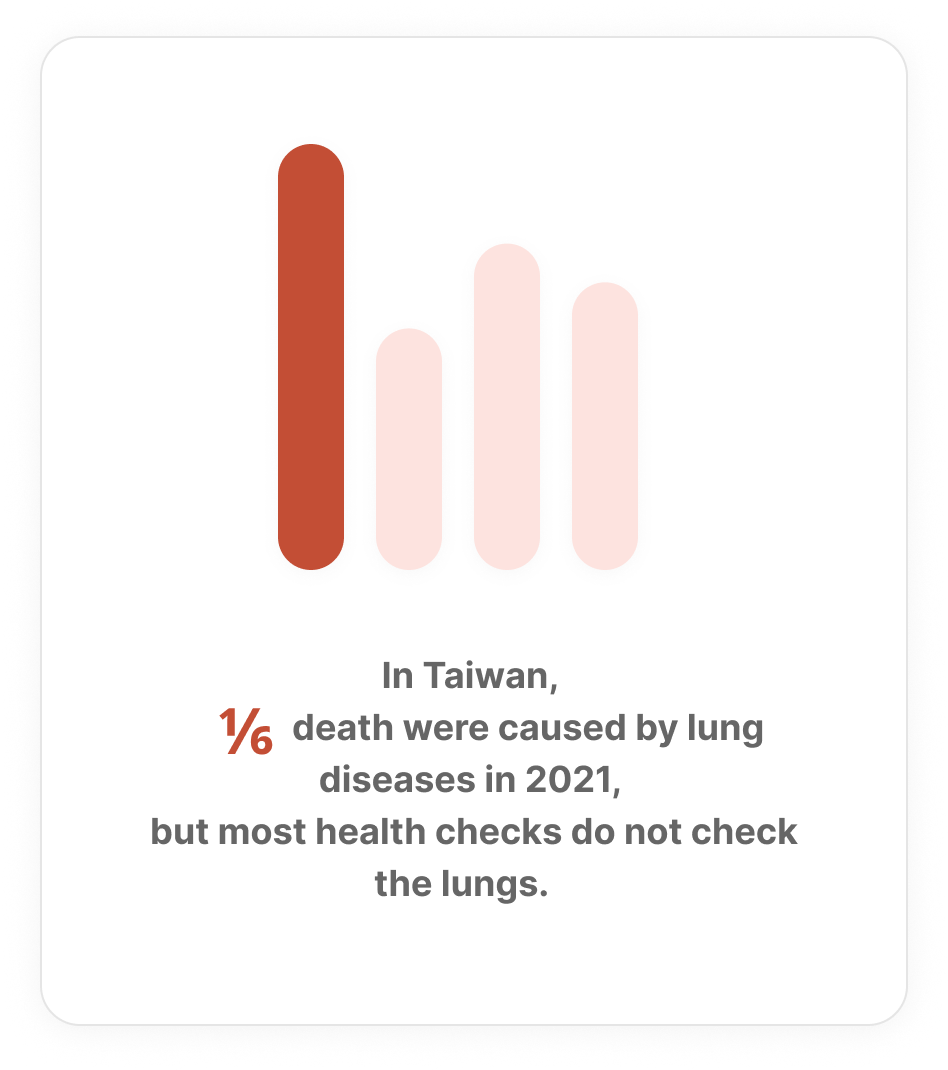 In Taiwan,
⅙ death were caused by lung
diseases in 2021,
but most health checks do not check
the lungs.